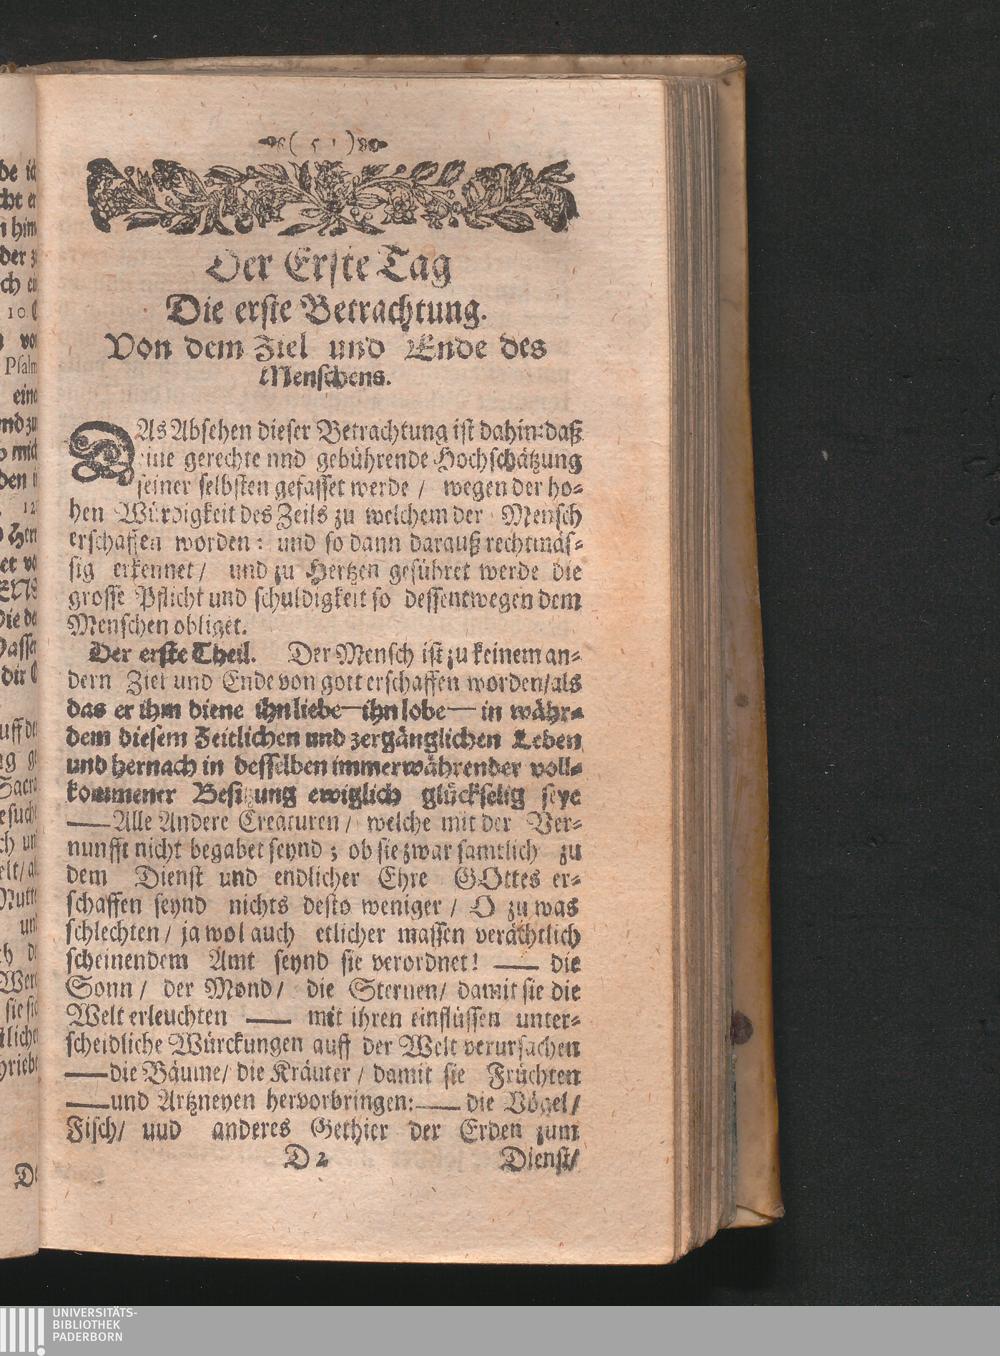 ( 51 )
Der Erste Tag
Die erste Betrachtung.
Von dem Ziel und Ende des
Menschens.
DAs Absehen dieser Betrachtung ist dahin: daß
eine gerechte nnd gebührende Hochschätzung
seiner selbsten gefasset werde / wegen der ho-
hen Würdigkeit des Zeils zu welchem der Mensch
erschaffen worden: und so dann darauß rechtmäs-
sig erkennet / und zu Hertzen geführet werde die
grosse Pflicht und schuldigkeit so dessentwegen dem
Menschen obliget.
Der erste Theil. Der Mensch ist zu keinem an-
dern Ziel und Ende von gott erschaffen worden/als
das er ihm diene ihn liebe — ihn lobe — in währ-
dem diesem Zeitlichen und zergänglichen Leben
und hernach in desselben immerwährender voll-
kommener Besitzung ewiglich glückselig seye
— Alle Andere Creaturen / welche mit der Ver-
nunfft nicht begabet seynd ; ob sie zwar samtlich zu
dem Dienst und endlicher Ehre GOttes er-
schaffen seynd nichts desto weniger / O zu was
schlechten / ja wol auch etlicher massen verächtlich
scheinendem Amt seynd sie verordnet! — die
Sonn / der Mond / die Sternen / damit sie die
Welt erleuchten — mit ihren einflüssen unter-
scheidliche Würckungen auff der Welt verursachen
— die Bäume / die Kräuter / damit sie Früchten
— und Artzneyen hervorbringen: — die Vögel /
Fisch / uud anderes Gethier der Erden zum
D 2 Dienst/
UNIVERSITÄTS-
BIBLIOTHEK
PADERBORN